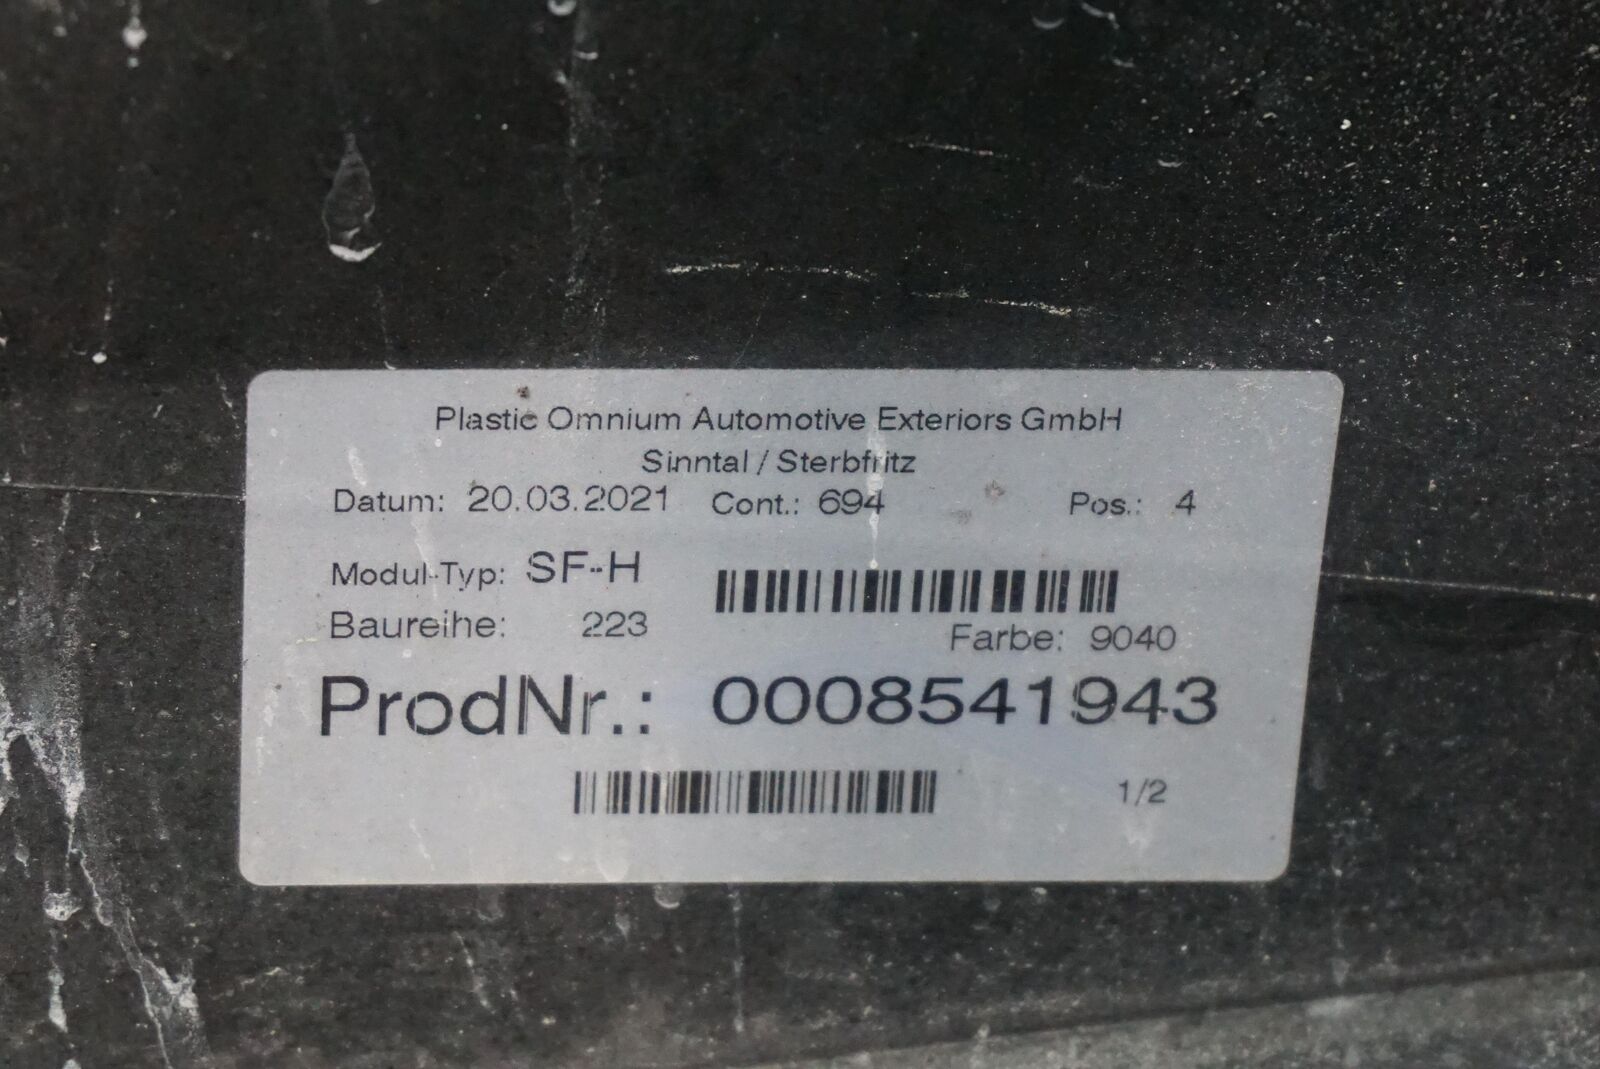 Plastic Omnium Automotive Exteriors GmbH
Sinntal / Sterbfritz
Datum: 20.03.2021 Cont.: 694 Pos.: 4
Modul-Typ: SF-H
Baureihe: 223
Farbe: 9040
ProdNr.: 0008541943
1/2